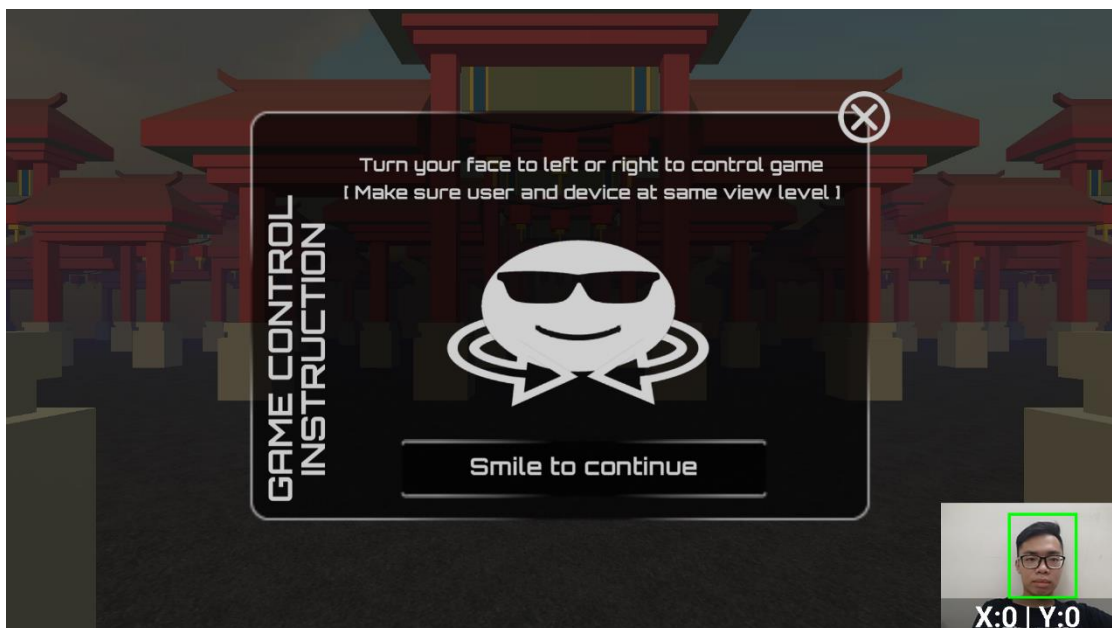 Turn your face to left or right to control game
[ Make sure user and device at same view level ]
GAME CONTROL
INSTRUCTION
Smile to continue
X:0 | Y:0